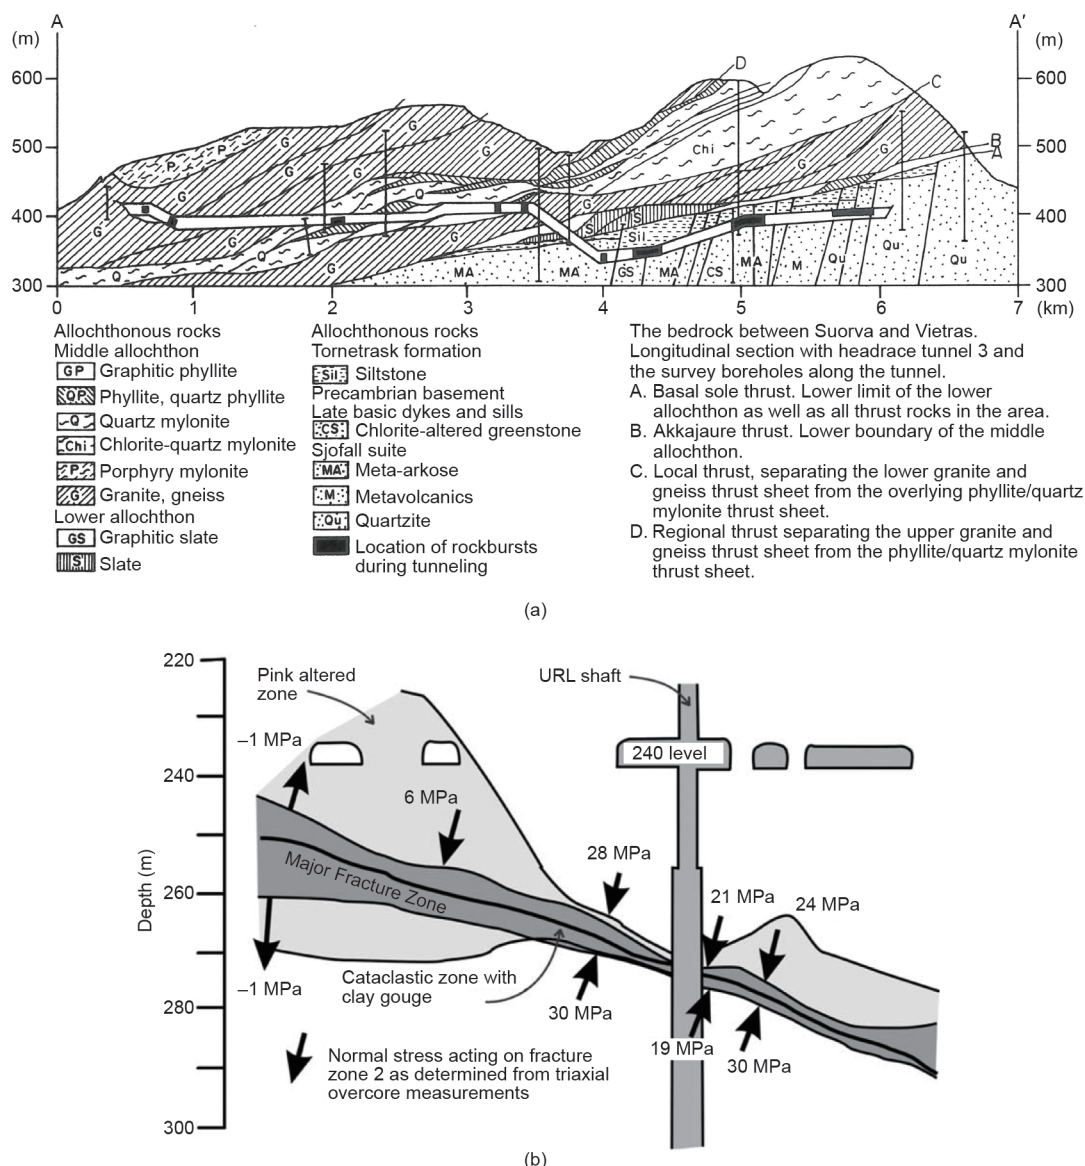 A
A′
(m)
(m)
D
600
600
C
P
P
G
P
500
500
G
B
A
Chi
G
G
G
G
Q
400
400
G
G
S
S
Sil
Q
Q
G
G
MA
MA
GS
MA
CS
MA
M
Qu
Qu
300
300
0
1
2
3
4
5
6
7
(km)
Allochthonous rocks
Middle allochthon
GP Graphitic phyllite
QP Phyllite, quartz phyllite
Q Quartz mylonite
Chi Chlorite-quartz mylonite
P Porphyry mylonite
G Granite, gneiss
Lower allochthon
GS Graphitic slate
S Slate
Allochthonous rocks
Tornetrask formation
Sil Siltstone
Precambrian basement
Late basic dykes and sills
CS Chlorite-altered greenstone
Sjofall suite
MA Meta-arkose
M Metavolcanics
Qu Quartzite
Location of rockbursts
during tunneling
The bedrock between Suorva and Vietras.
Longitudinal section with headrace tunnel 3 and
the survey boreholes along the tunnel.
A. Basal sole thrust. Lower limit of the lower
allochthon as well as all thrust rocks in the area.
B. Akkajaure thrust. Lower boundary of the middle
allochthon.
C. Local thrust, separating the lower granite and
gneiss thrust sheet from the overlying phyllite/quartz
mylonite thrust sheet.
D. Regional thrust separating the upper granite and
gneiss thrust sheet from the phyllite/quartz mylonite
thrust sheet.
(a)
220
240
260
280
300
Depth (m)
Pink altered
zone
URL shaft
–1 MPa
240 level
6 MPa
28 MPa
21 MPa
24 MPa
Major Fracture Zone
–1 MPa
Cataclastic zone with
clay gouge
30 MPa
19 MPa
30 MPa
Normal stress acting on fracture
zone 2 as determined from triaxial
overcore measurements
(b)